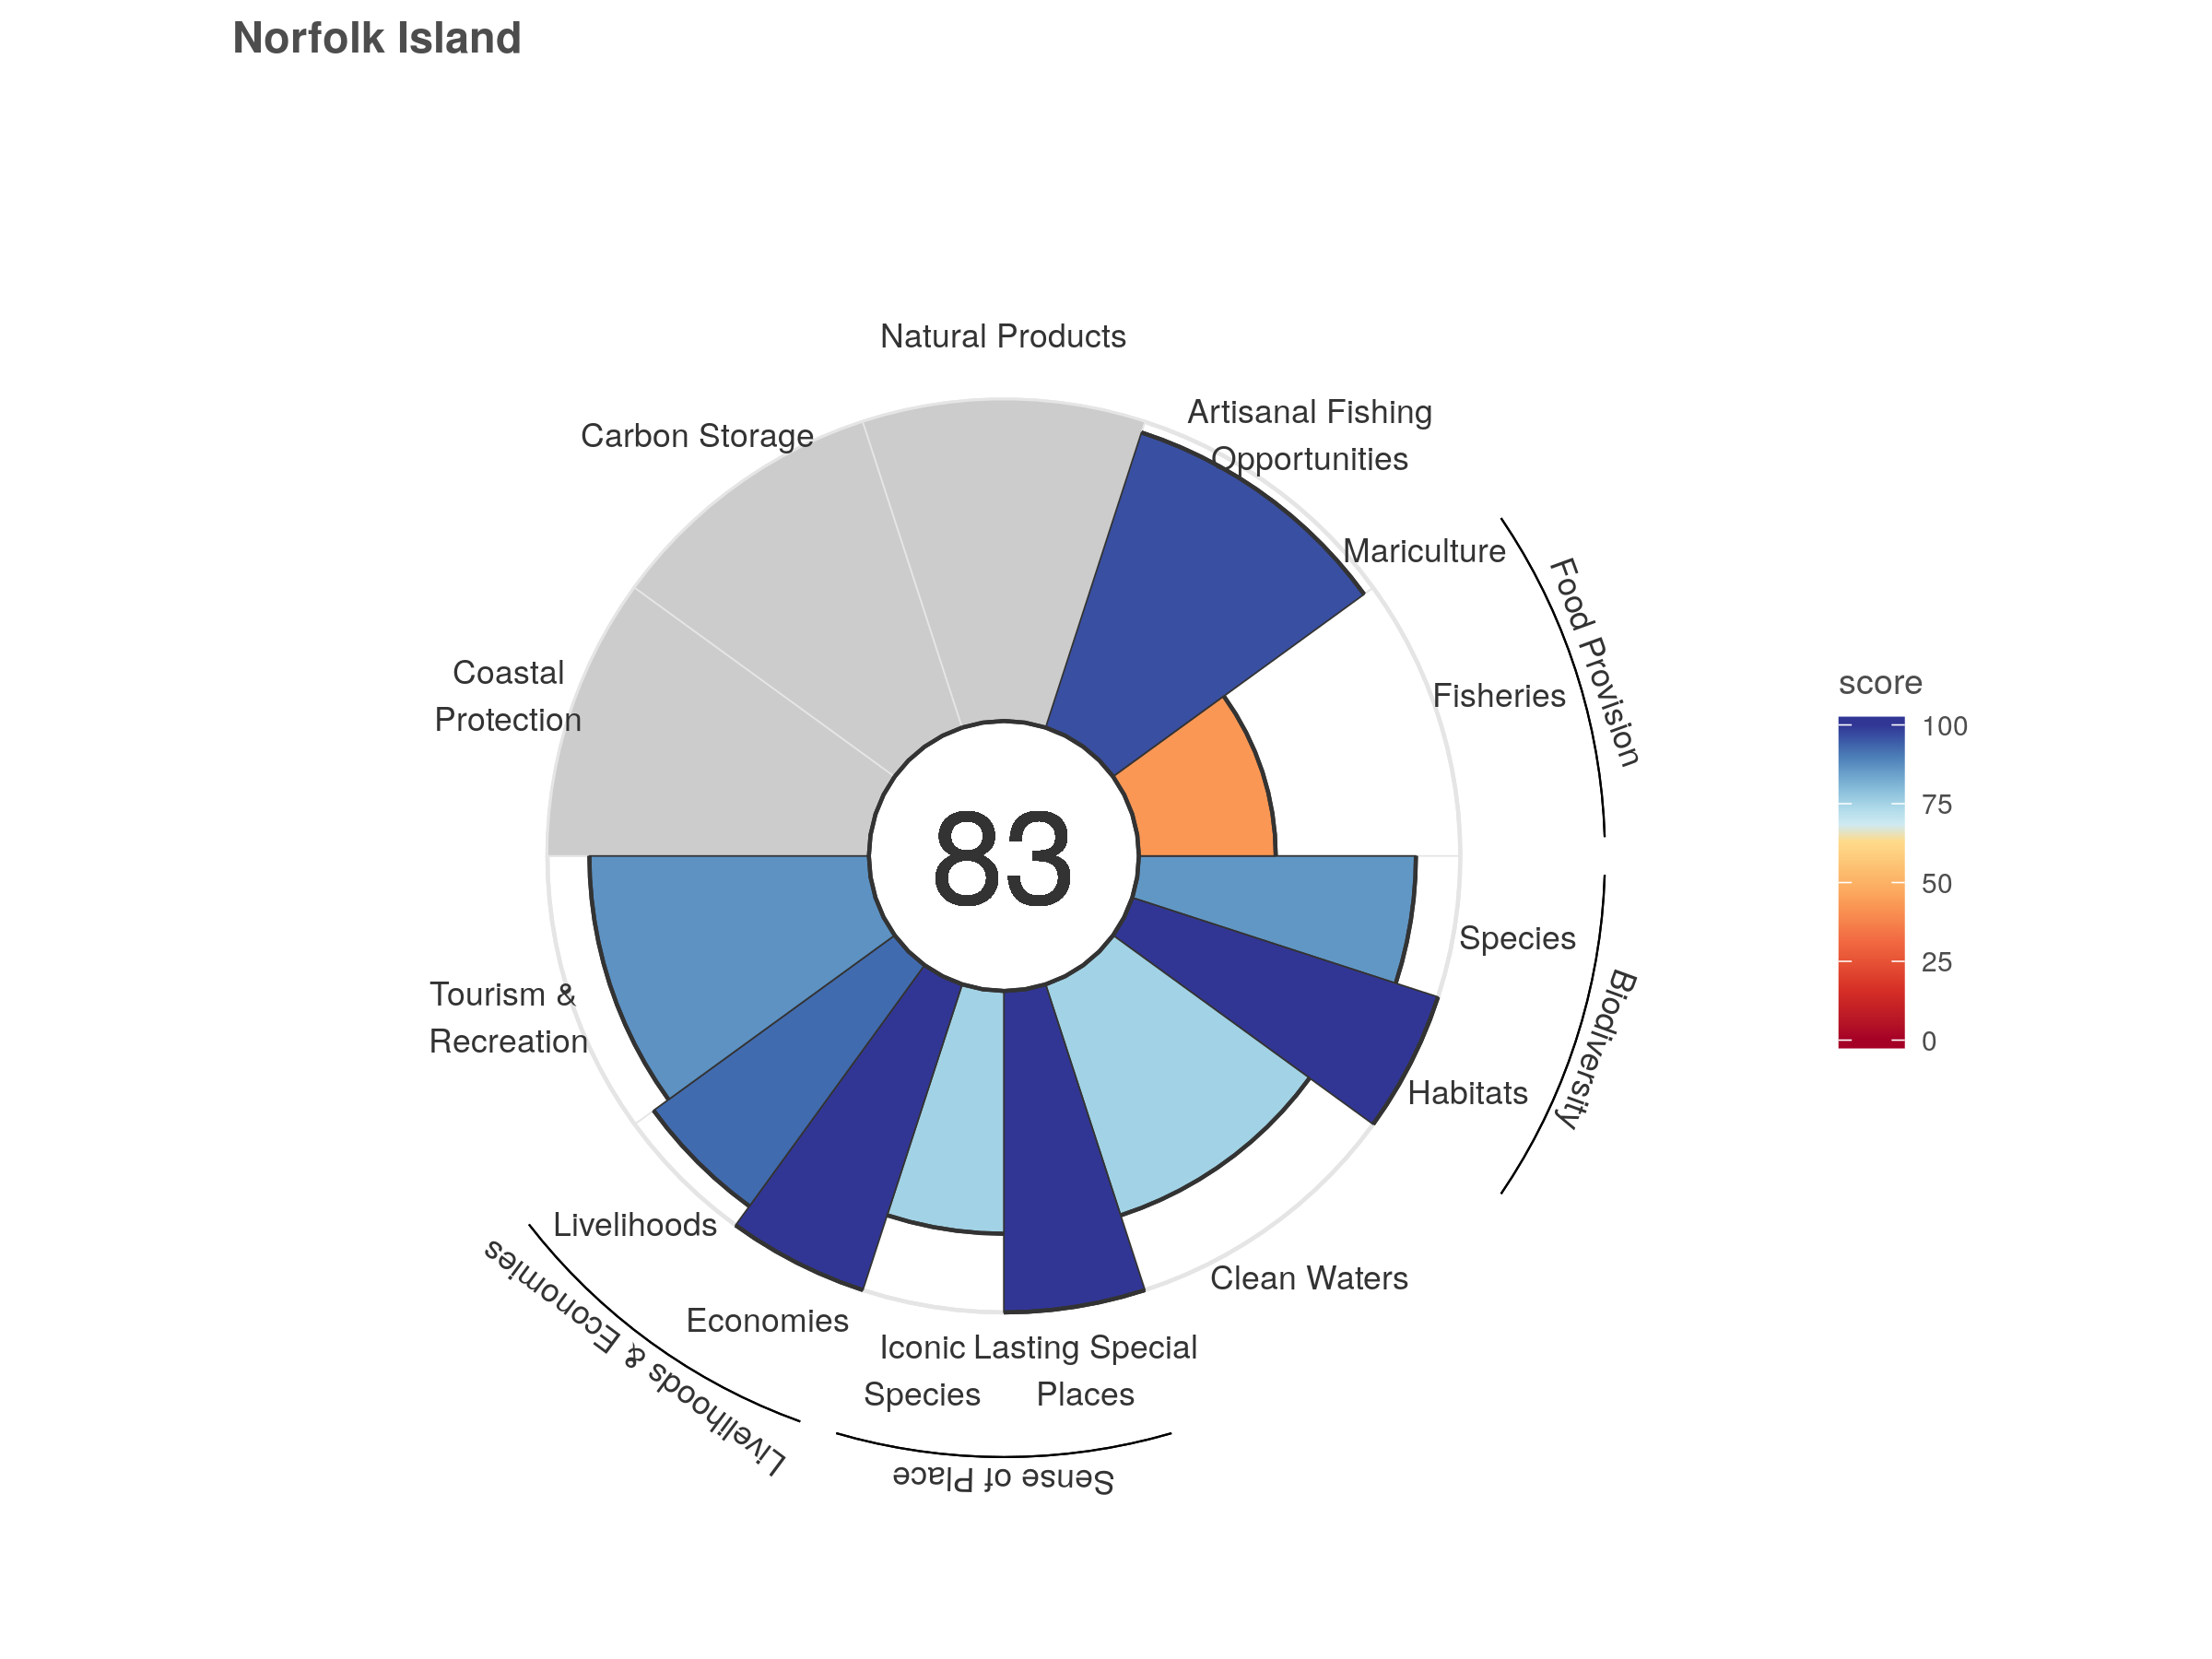 Norfolk Island
Natural Products
Artisanal Fishing
Opportunities
Carbon Storage
Mariculture
Food Provision
Fisheries
Coastal
Protection
83
Species
Biodiversity
Habitats
Tourism &
Recreation
Livelihoods
Livelihoods & Economies
Economies
Clean Waters
Iconic
Species
Lasting Special
Places
Sense of Place
score
100
75
50
25
0